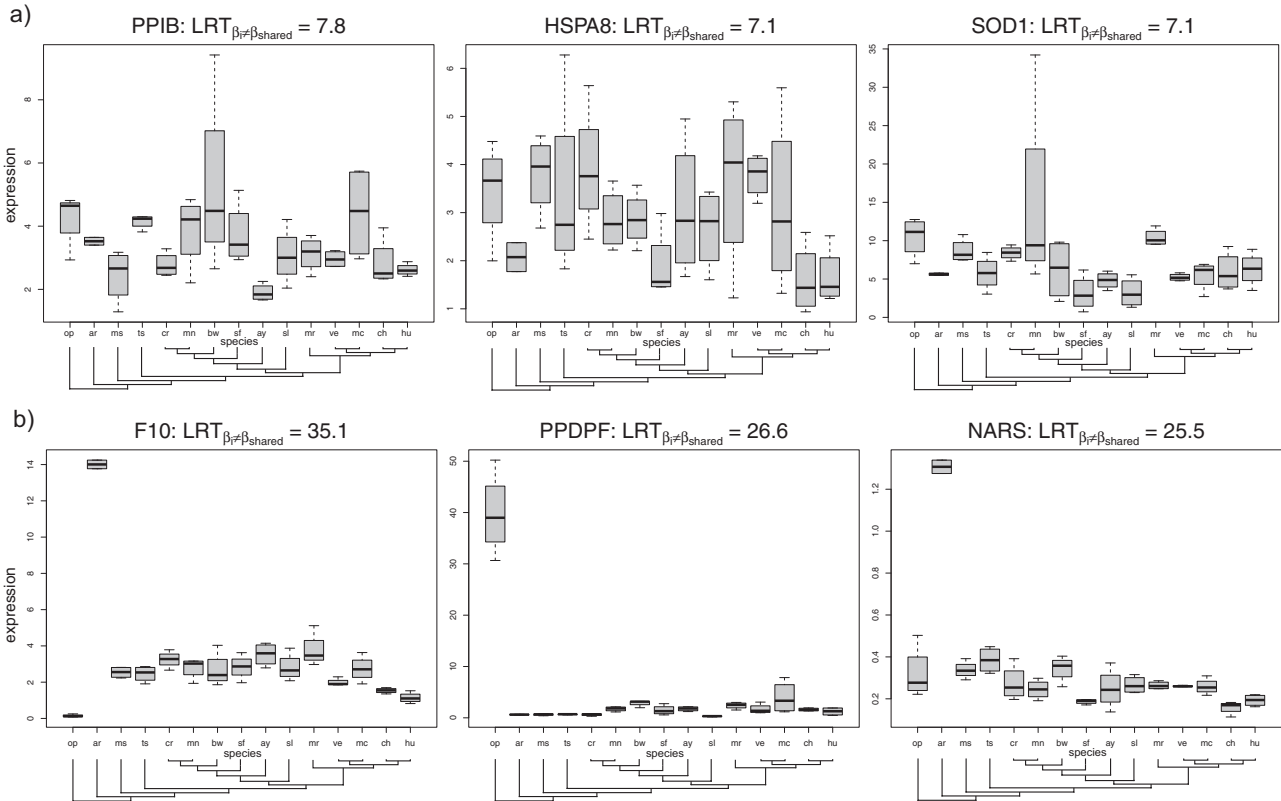 a)
PPIB: LRTβi≠βshared = 7.8
HSPA8: LRTβi≠βshared = 7.1
SOD1: LRTβi≠βshared = 7.1
expression
8
6
4
2
6
5
4
3
2
1
35
30
25
20
15
10
5
0
op ar ms ts cr mn bw sf ay sl mr ve mc ch hu
species
op ar ms ts cr mn bw sf ay sl mr ve mc ch hu
species
op ar ms ts cr mn bw sf ay sl mr ve mc ch hu
species
b)
F10: LRTβi≠βshared = 35.1
PPDPF: LRTβi≠βshared = 26.6
NARS: LRTβi≠βshared = 25.5
expression
14
12
10
8
6
4
2
0
50
40
30
20
10
0
1.2
1.0
0.8
0.6
0.4
0.2
op ar ms ts cr mn bw sf ay sl mr ve mc ch hu
species
op ar ms ts cr mn bw sf ay sl mr ve mc ch hu
species
op ar ms ts cr mn bw sf ay sl mr ve mc ch hu
species